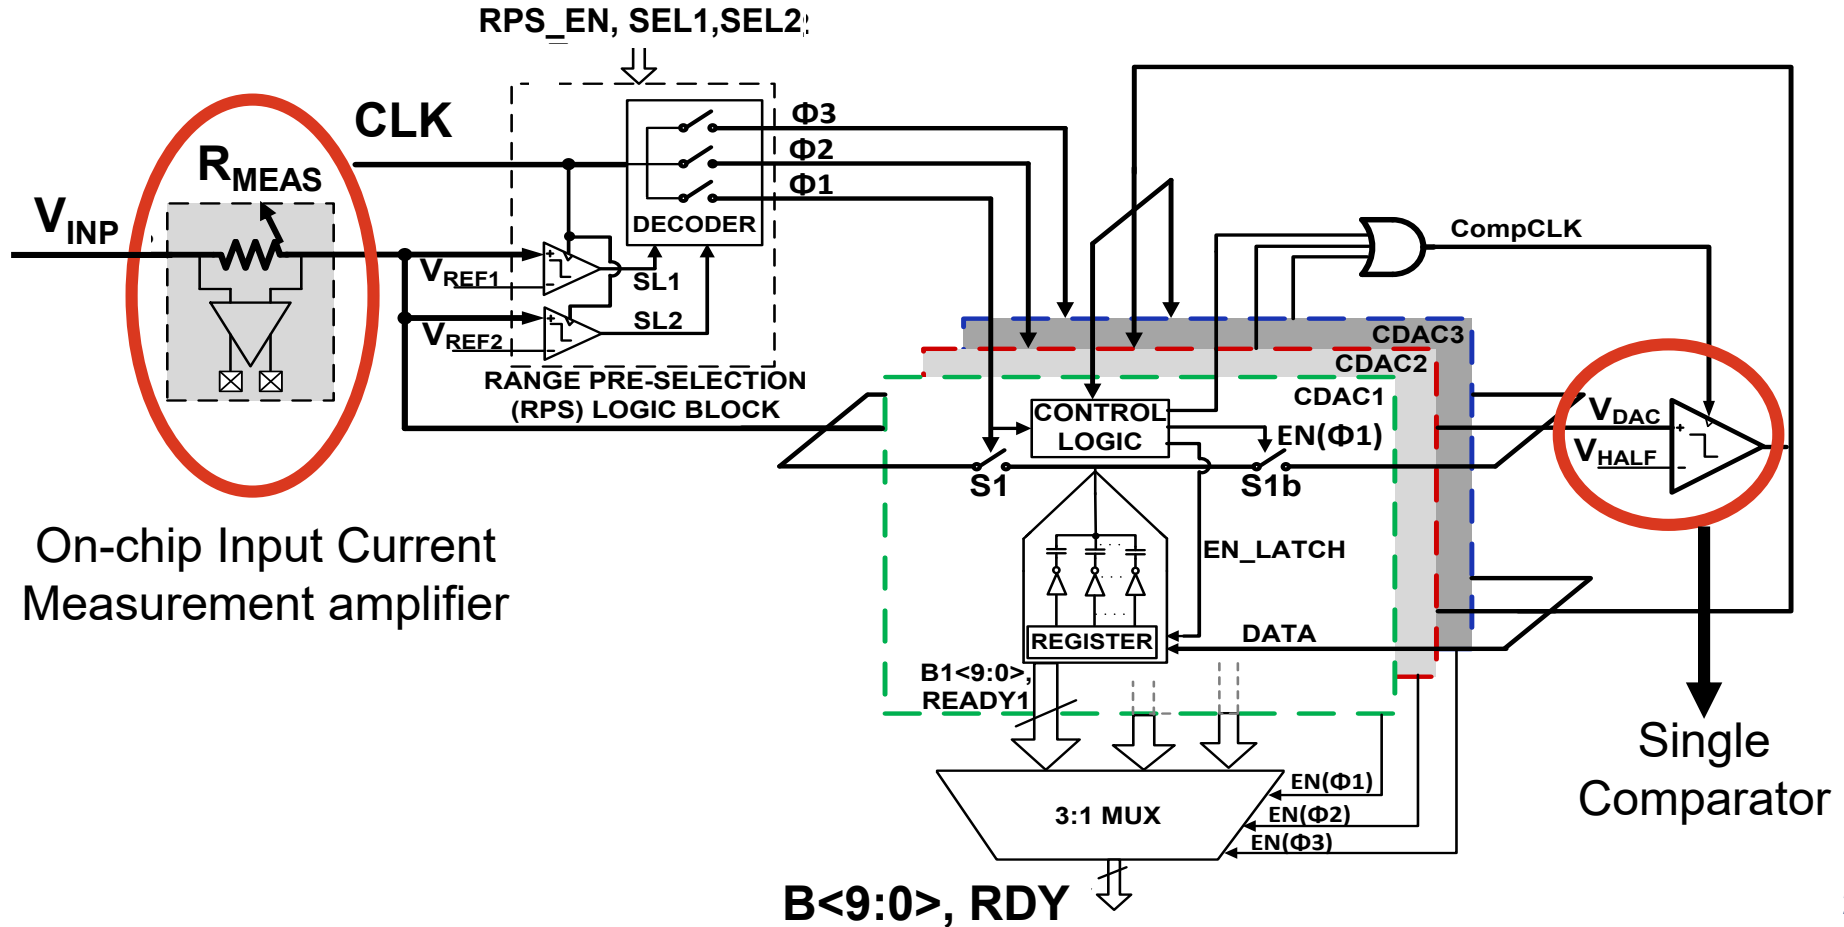 RPS_EN, SEL1,SEL2
CLK
Φ3
Φ2
Φ1
DECODER
RMEAS
VINP
VREF1
SL1
VREF2
SL2
RANGE PRE-SELECTION
(RPS) LOGIC BLOCK
On-chip Input Current
Measurement amplifier
CompCLK
CDAC3
CDAC2
CDAC1
CONTROL
LOGIC
EN(Φ1)
S1
S1b
VDAC
VHALF
EN_LATCH
REGISTER
DATA
B1<9:0>,
READY1
3:1 MUX
EN(Φ1)
EN(Φ2)
EN(Φ3)
Single
Comparator
B<9:0>, RDY